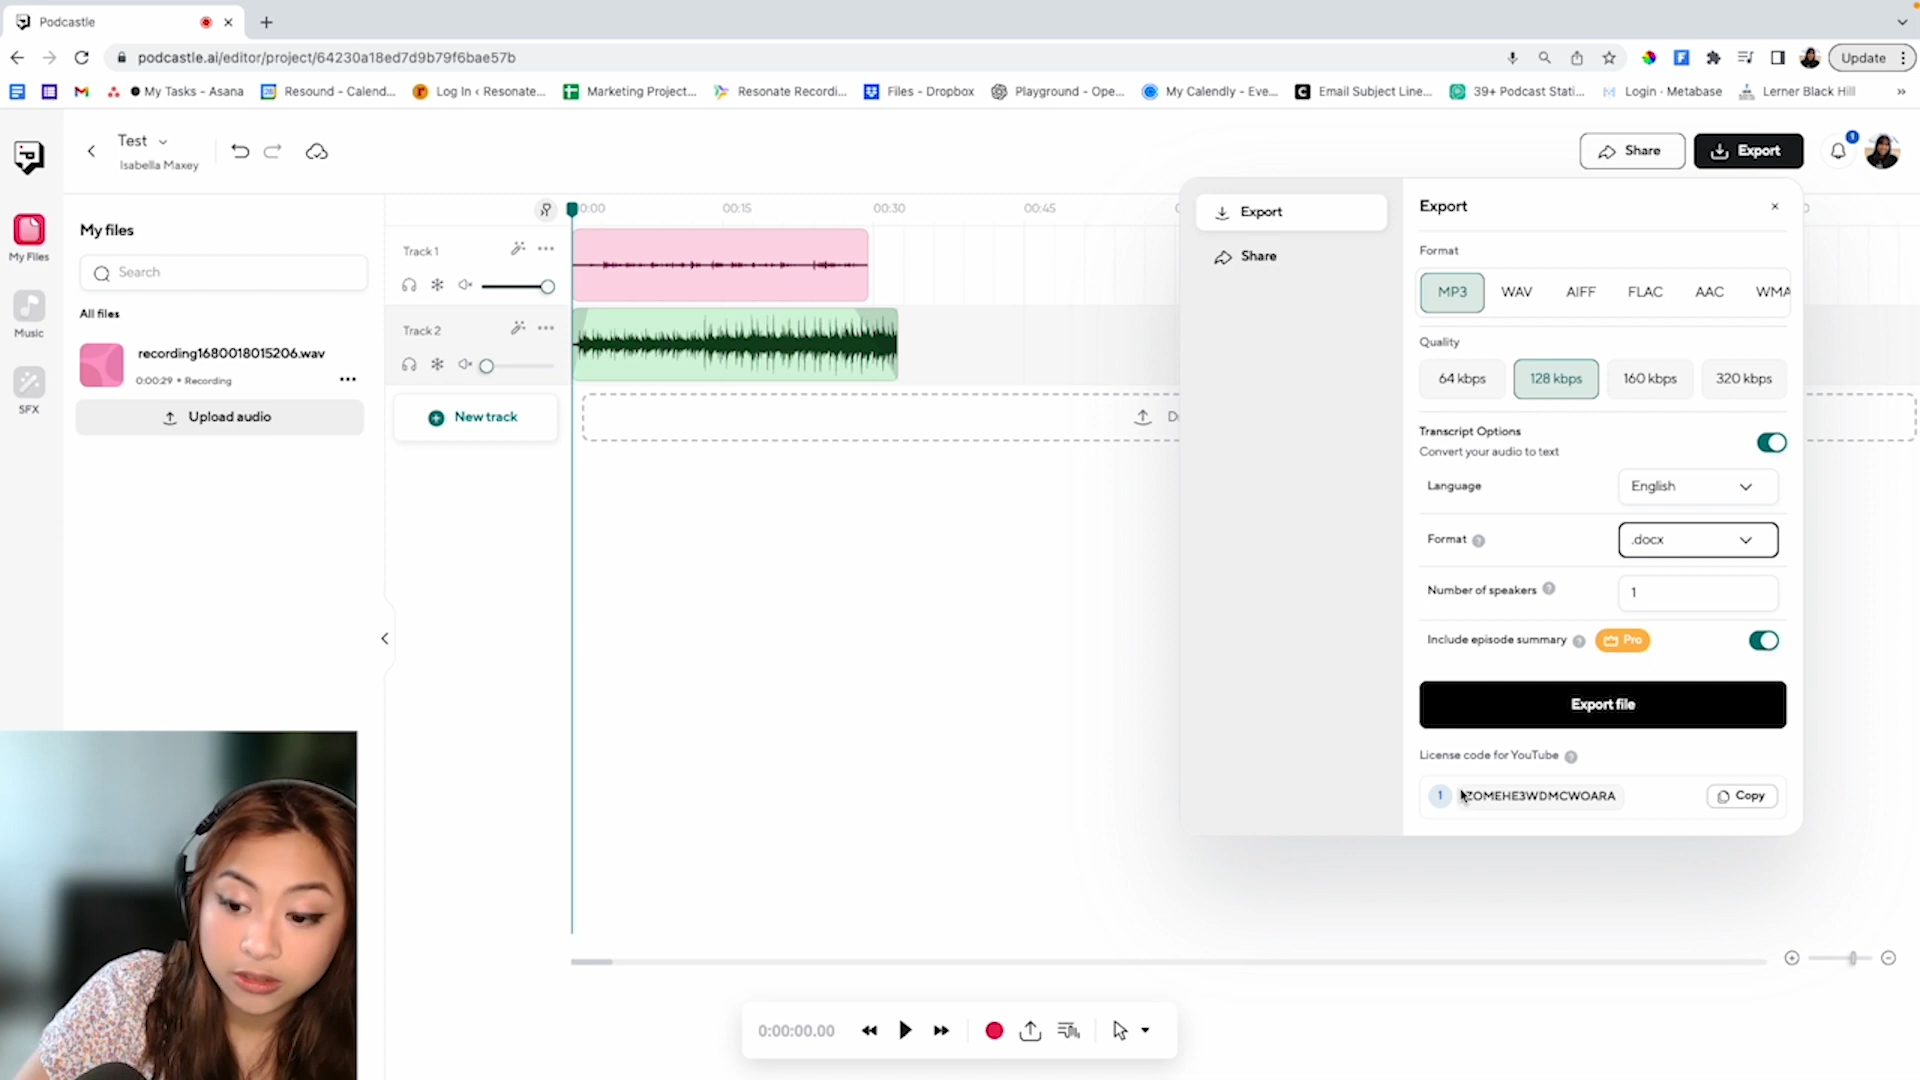 Podcastle
podcastle.ai/editor/project/64230a18ed7d9b79f6bae57b
Update
My Tasks - Asana
Resound - Calend...
Log In ‹ Resonate...
Marketing Project...
Resonate Recordi...
Files - Dropbox
Playground - Ope...
My Calendly - Eve...
Email Subject Line...
39+ Podcast Stati...
Login · Metabase
Lerner Black Hill
»
Test
Isabella Maxey
Share
Export
1
My Files
Music
SFX
My files
Search
All files
recording1680018015206.wav
0:00:29 • Recording
Upload audio
0:00
00:15
00:30
00:45
Track 1
Track 2
New track
Export
Share
Export
Format
MP3
WAV
AIFF
FLAC
AAC
WMA
Quality
64 kbps
128 kbps
160 kbps
320 kbps
Transcript Options
Convert your audio to text
Language
English
Format
.docx
Number of speakers
1
Include episode summary
Pro
Export file
License code for YouTube
1
OMEHE3WDMCWOARA
Copy
0:00:00.00